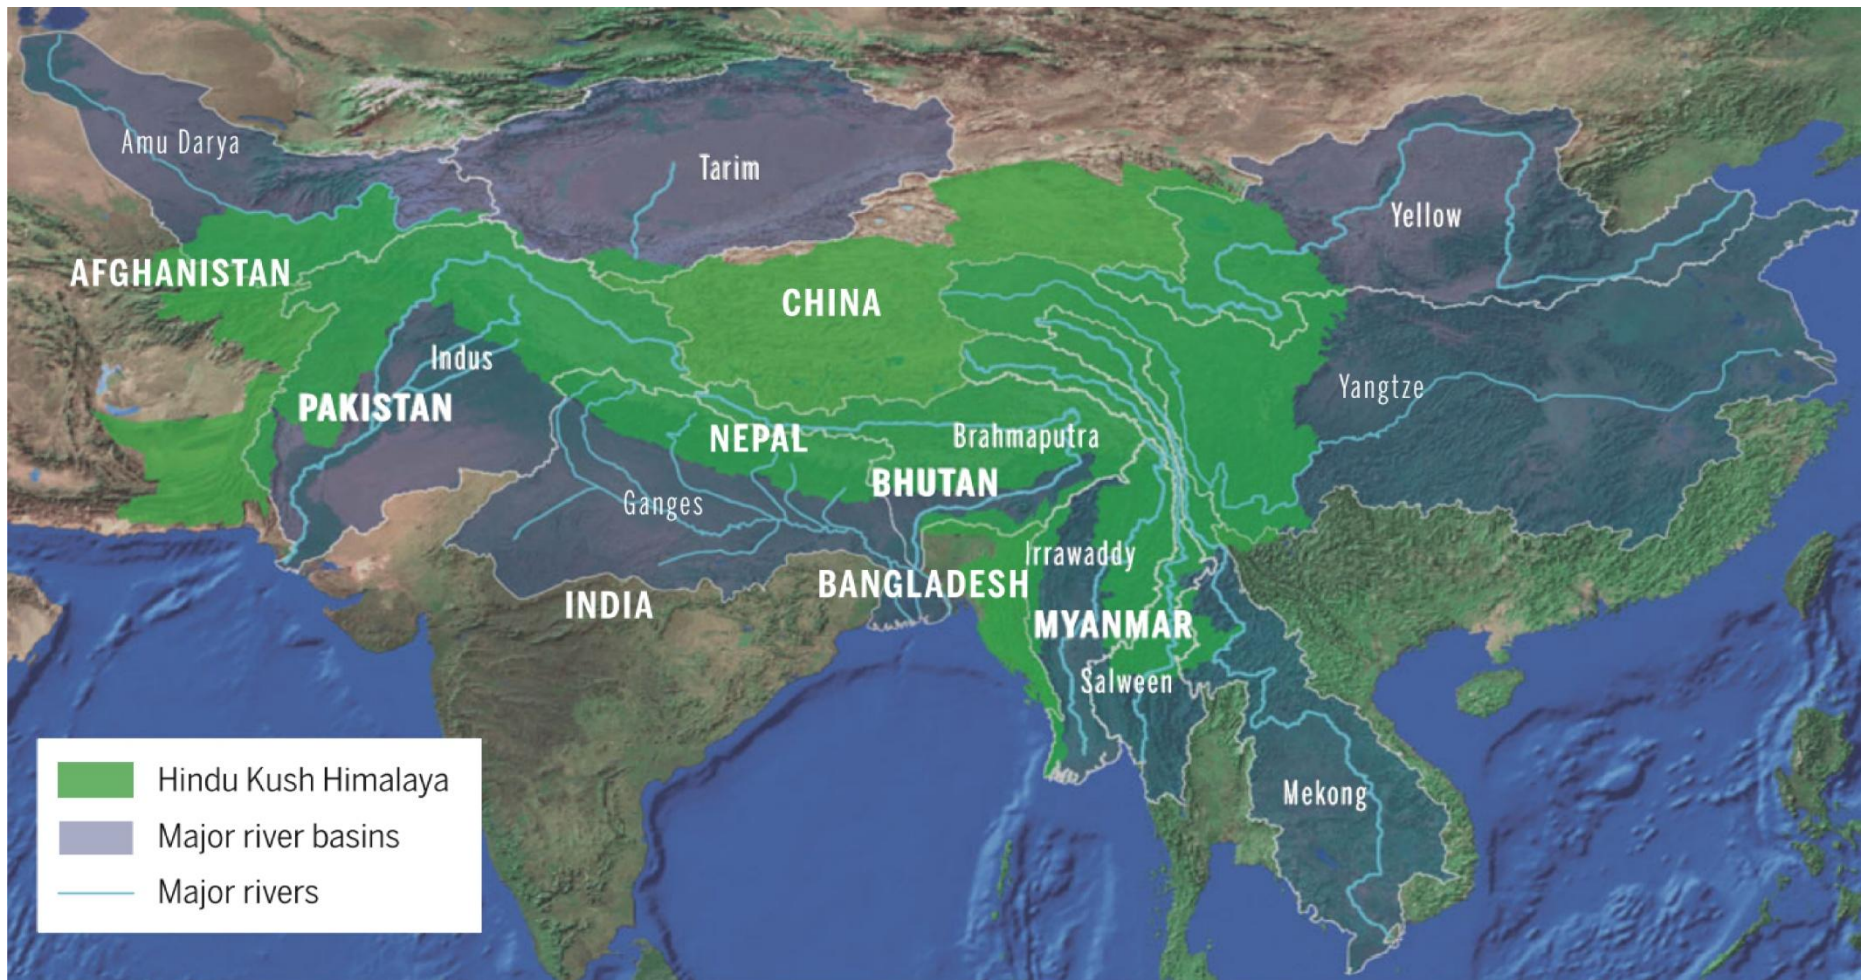 Amu Darya
Tarim
Yellow
AFGHANISTAN
CHINA
Indus
Yangtze
PAKISTAN
NEPAL
Brahmaputra
BHUTAN
Ganges
Irrawaddy
BANGLADESH
INDIA
MYANMAR
Salween
Mekong
Hindu Kush Himalaya
Major river basins
Major rivers